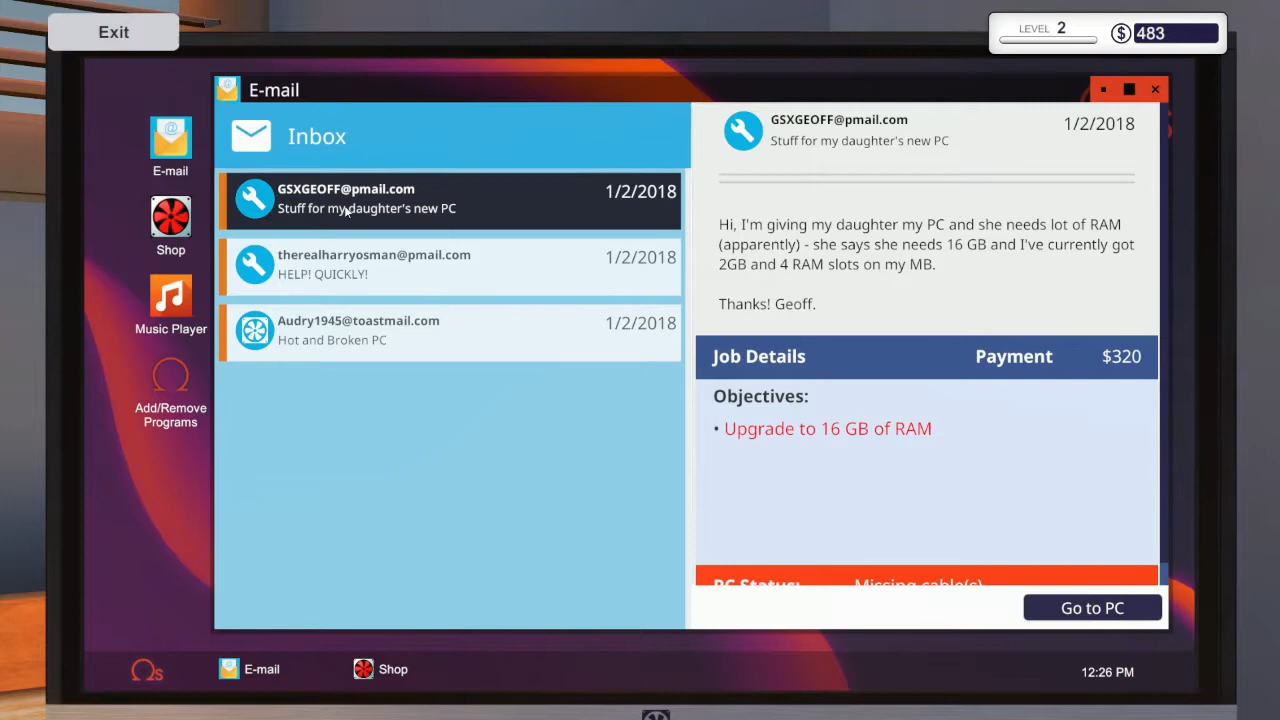 Exit
LEVEL 2
$ 483
E-mail
Inbox
GSXGEOFF@pmail.com
1/2/2018
Stuff for my daughter's new PC
therealharryosman@pmail.com
1/2/2018
HELP! QUICKLY!
Audry1945@toastmail.com
1/2/2018
Hot and Broken PC
GSXGEOFF@pmail.com
1/2/2018
Stuff for my daughter's new PC
Hi, I'm giving my daughter my PC and she needs lot of RAM
(apparently) - she says she needs 16 GB and I've currently got
2GB and 4 RAM slots on my MB.
Thanks! Geoff.
Job Details Payment $320
Objectives:
• Upgrade to 16 GB of RAM
PC Status: Missing cable(s)
Go to PC
E-mail
Shop
Music Player
Add/Remove
Programs
Ωs
E-mail
Shop
12:26 PM